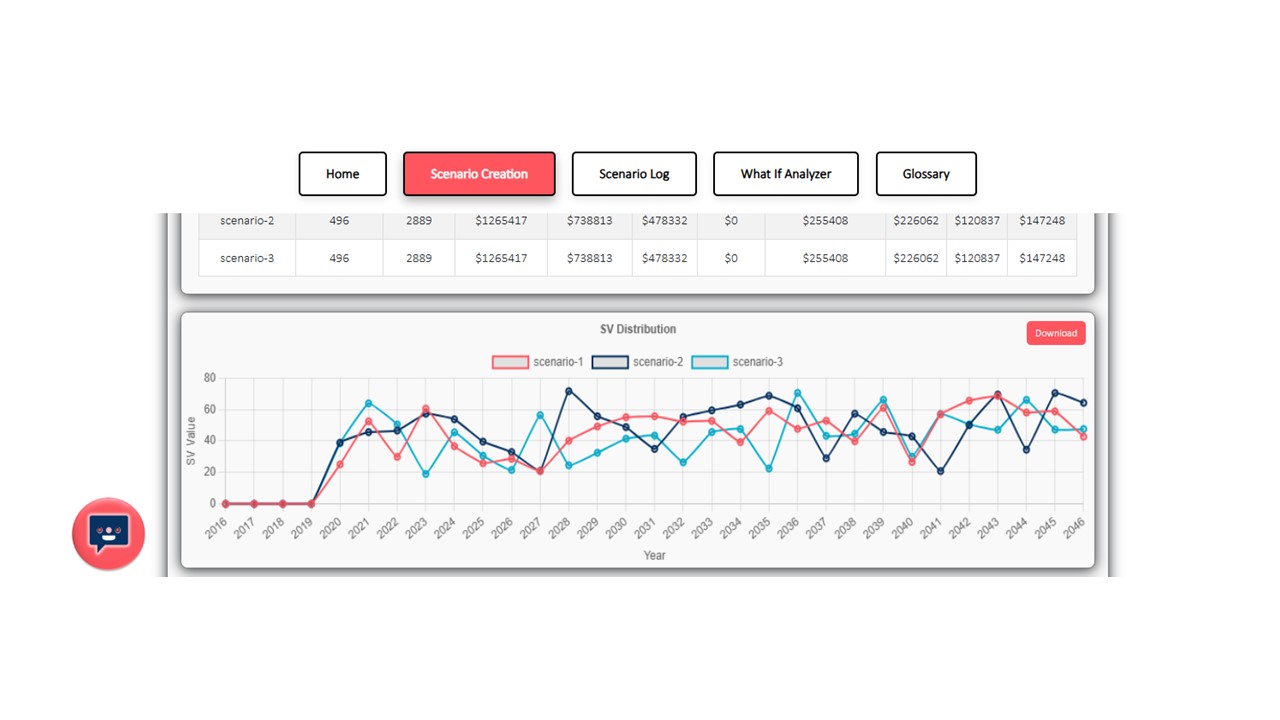 Home Scenario Creation Scenario Log What If Analyzer Glossary
scenario-2 496 2889 $1265417 $738813 $478332 $0 $255408 $226062 $120837 $147248
scenario-3 496 2889 $1265417 $738813 $478332 $0 $255408 $226062 $120837 $147248
SV Distribution
Download
scenario-1 scenario-2 scenario-3
80
60
40
20
0
SV Value
2016 2017 2018 2019 2020 2021 2022 2023 2024 2025 2026 2027 2028 2029 2030 2031 2032 2033 2034 2035 2036 2037 2038 2039 2040 2041 2042 2043 2044 2045 2046
Year